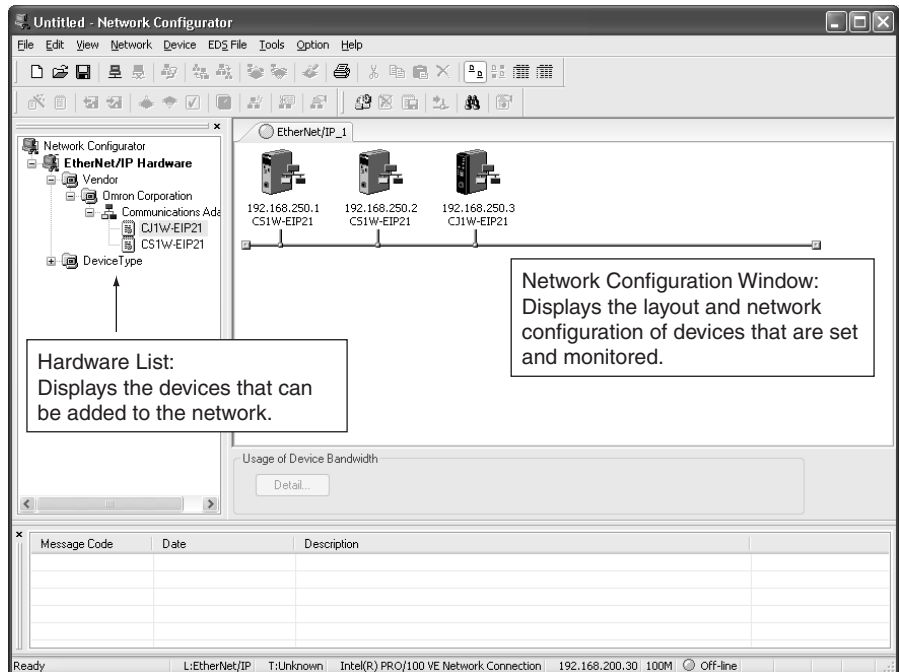 Untitled - Network Configurator
File Edit View Network Device EDS File Tools Option Help
Network Configurator
EtherNet/IP Hardware
Vendor
Omron Corporation
Communications Ada
CJ1W-EIP21
CS1W-EIP21
DeviceType
EtherNet/IP_1
192.168.250.1 192.168.250.2 192.168.250.3
CS1W-EIP21 CS1W-EIP21 CJ1W-EIP21
Network Configuration Window:
Displays the layout and network
configuration of devices that are set
and monitored.
Hardware List:
Displays the devices that can
be added to the network.
Usage of Device Bandwidth
Detail...
Message Code Date Description
Ready L:EtherNet/IP T:Unknown Intel(R) PRO/100 VE Network Connection 192.168.200.30 100M Off-line